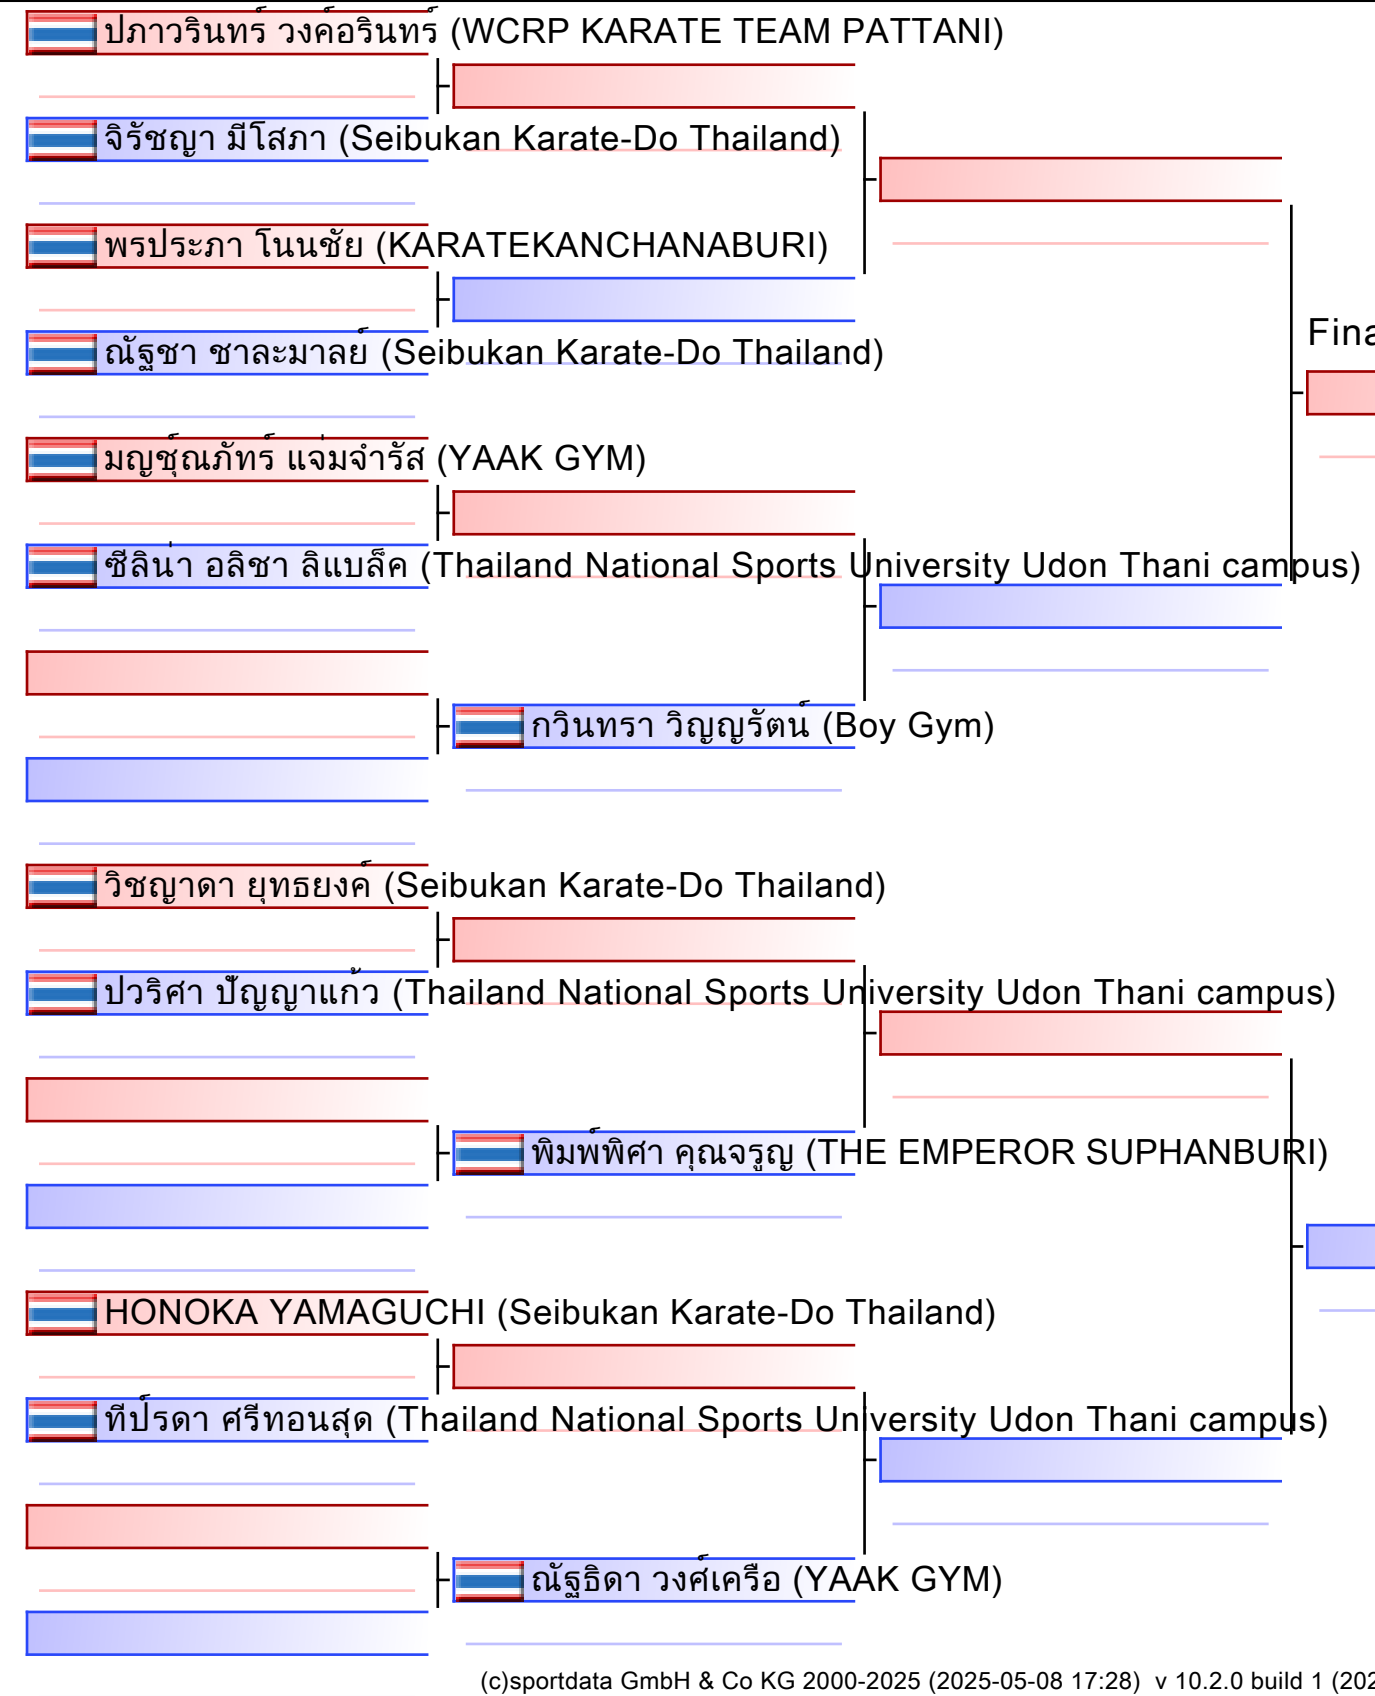 ปภาวรินทร์ วงค์อรินทร์ (WCRP KARATE TEAM PATTANI)
จิรัชญา มีโสภา (Seibukan Karate-Do Thailand)
พรประภา โนนชัย (KARATEKANCHANABURI)
ณัฐชา ชาละมาลย์ (Seibukan Karate-Do Thailand)
Fina
มญชุ์ณภัทร์ แจ่มจำรัส (YAAK GYM)
ซีลิน่า อลิชา ลิแบล็ค (Thailand National Sports University Udon Thani campus)
กวินทรา วิญญรัตน์ (Boy Gym)
วิชญาดา ยุทธยงค์ (Seibukan Karate-Do Thailand)
ปวริศา ปัญญาแก้ว (Thailand National Sports University Udon Thani campus)
พิมพ์พิศา คุณจรูญ (THE EMPEROR SUPHANBURI)
HONOKA YAMAGUCHI (Seibukan Karate-Do Thailand)
ทีป์รดา ศรีทอนสุด (Thailand National Sports University Udon Thani campus)
ณัฐธิดา วงศ์เครือ (YAAK GYM)
(c)sportdata GmbH & Co KG 2000-2025 (2025-05-08 17:28) v 10.2.0 build 1 (202